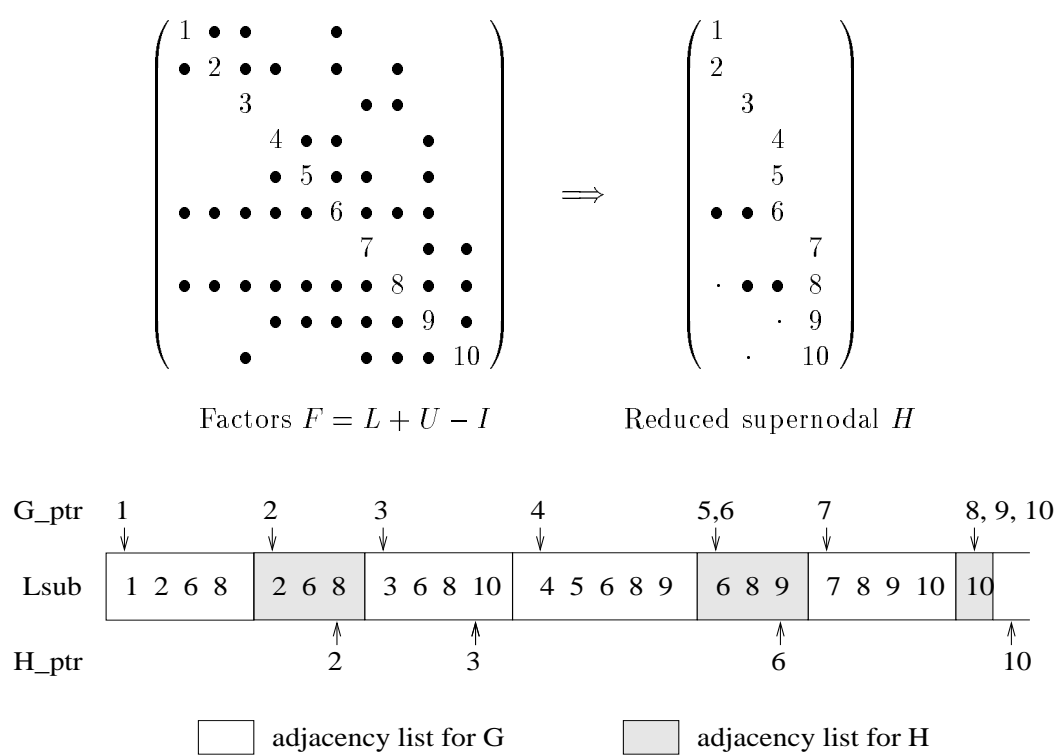 1 • • •
• 2 • • • •
3 • •
4 • • •
• 5 • • •
• • • • • 6 • • •
7 • •
• • • • • • • 8 • •
• • • • • 9 •
• • • • 10
1
2
3
4
5
• • 6
7
· • • 8
· 9
· 10
⟹
Factors F = L + U − I
Reduced supernodal H
G_ptr 1 2 3 4 5,6 7 8, 9, 10
Lsub 1 2 6 8 2 6 8 3 6 8 10 4 5 6 8 9 6 8 9 7 8 9 10 10
H_ptr 2 3 6 10
adjacency list for G adjacency list for H